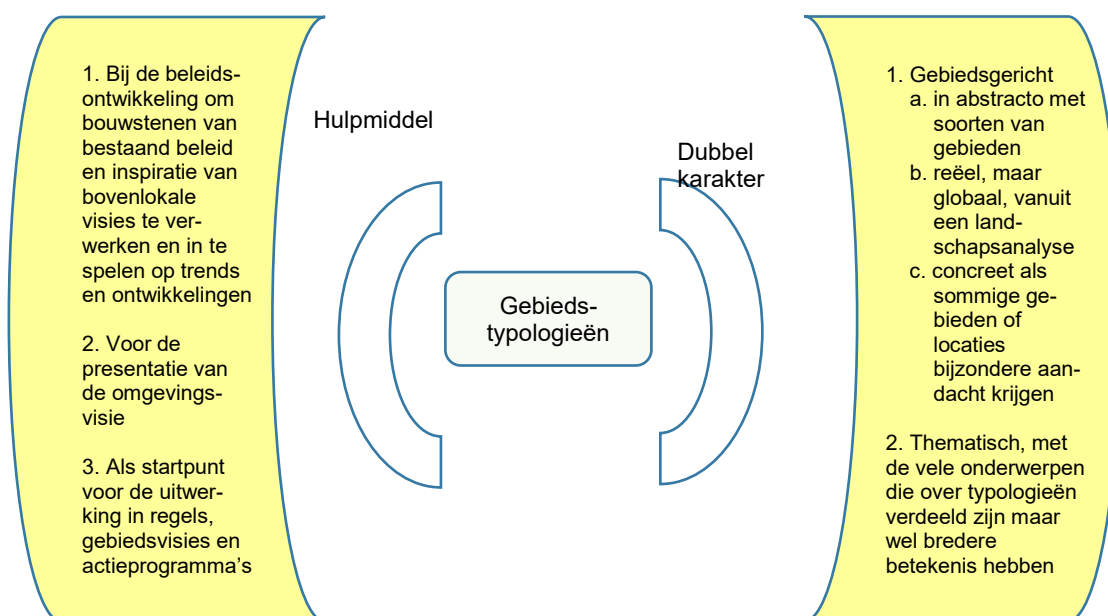 1. Bij de beleids-
ontwikkeling om
bouwstenen van
bestaand beleid
en inspiratie van
bovenlokale
visies te ver-
werken en in te
spelen op trends
en ontwikkelingen
2. Voor de
presentatie van
de omgevings-
visie
3. Als startpunt
voor de uitwer-
king in regels,
gebiedsvisies en
actieprogramma's
Hulpmiddel
Gebieds-
typologieën
Dubbel
karakter
1. Gebiedsgericht
a. in abstracto met
soorten van
gebieden
b. reëel, maar
globaal, vanuit
een land-
schapsanalyse
c. concreet als
sommige ge-
bieden of
locaties
bijzondere aan-
dacht krijgen
2. Thematisch, met
de vele onderwerpen
die over typologieën
verdeeld zijn maar
wel bredere
betekenis hebben